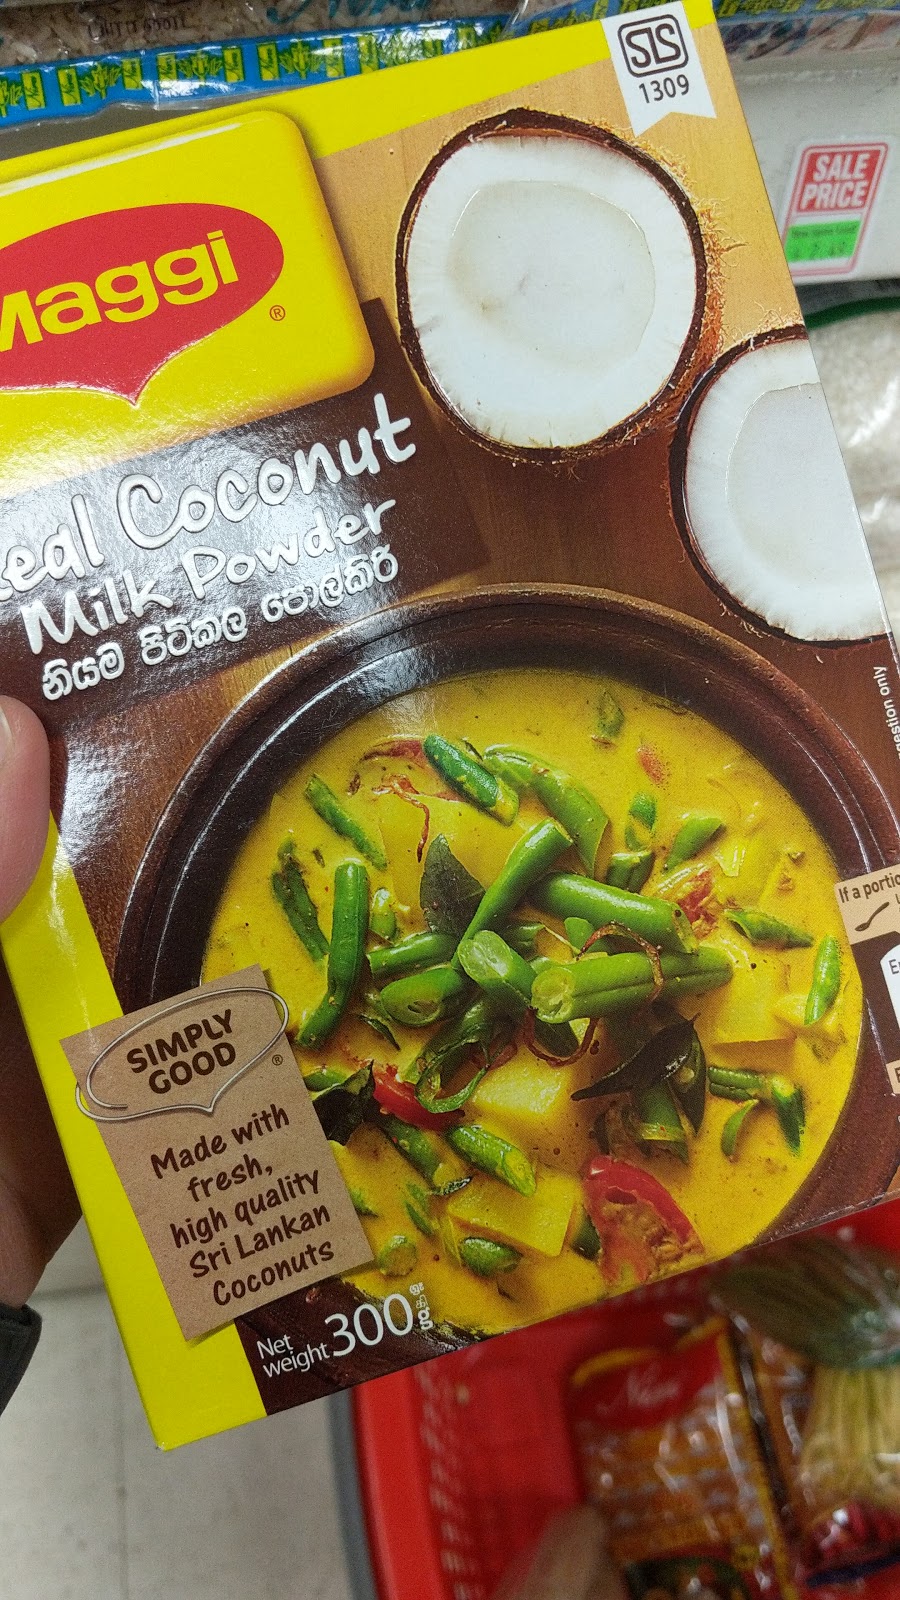 SLS
1309
SALE
PRICE
Maggi
®
Real Coconut
Milk Powder
නියම පිටිකල පොල්කිරි
If a portio
SIMPLY
GOOD
®
Made with
fresh,
high quality
Sri Lankan
Coconuts
Net
weight 300g